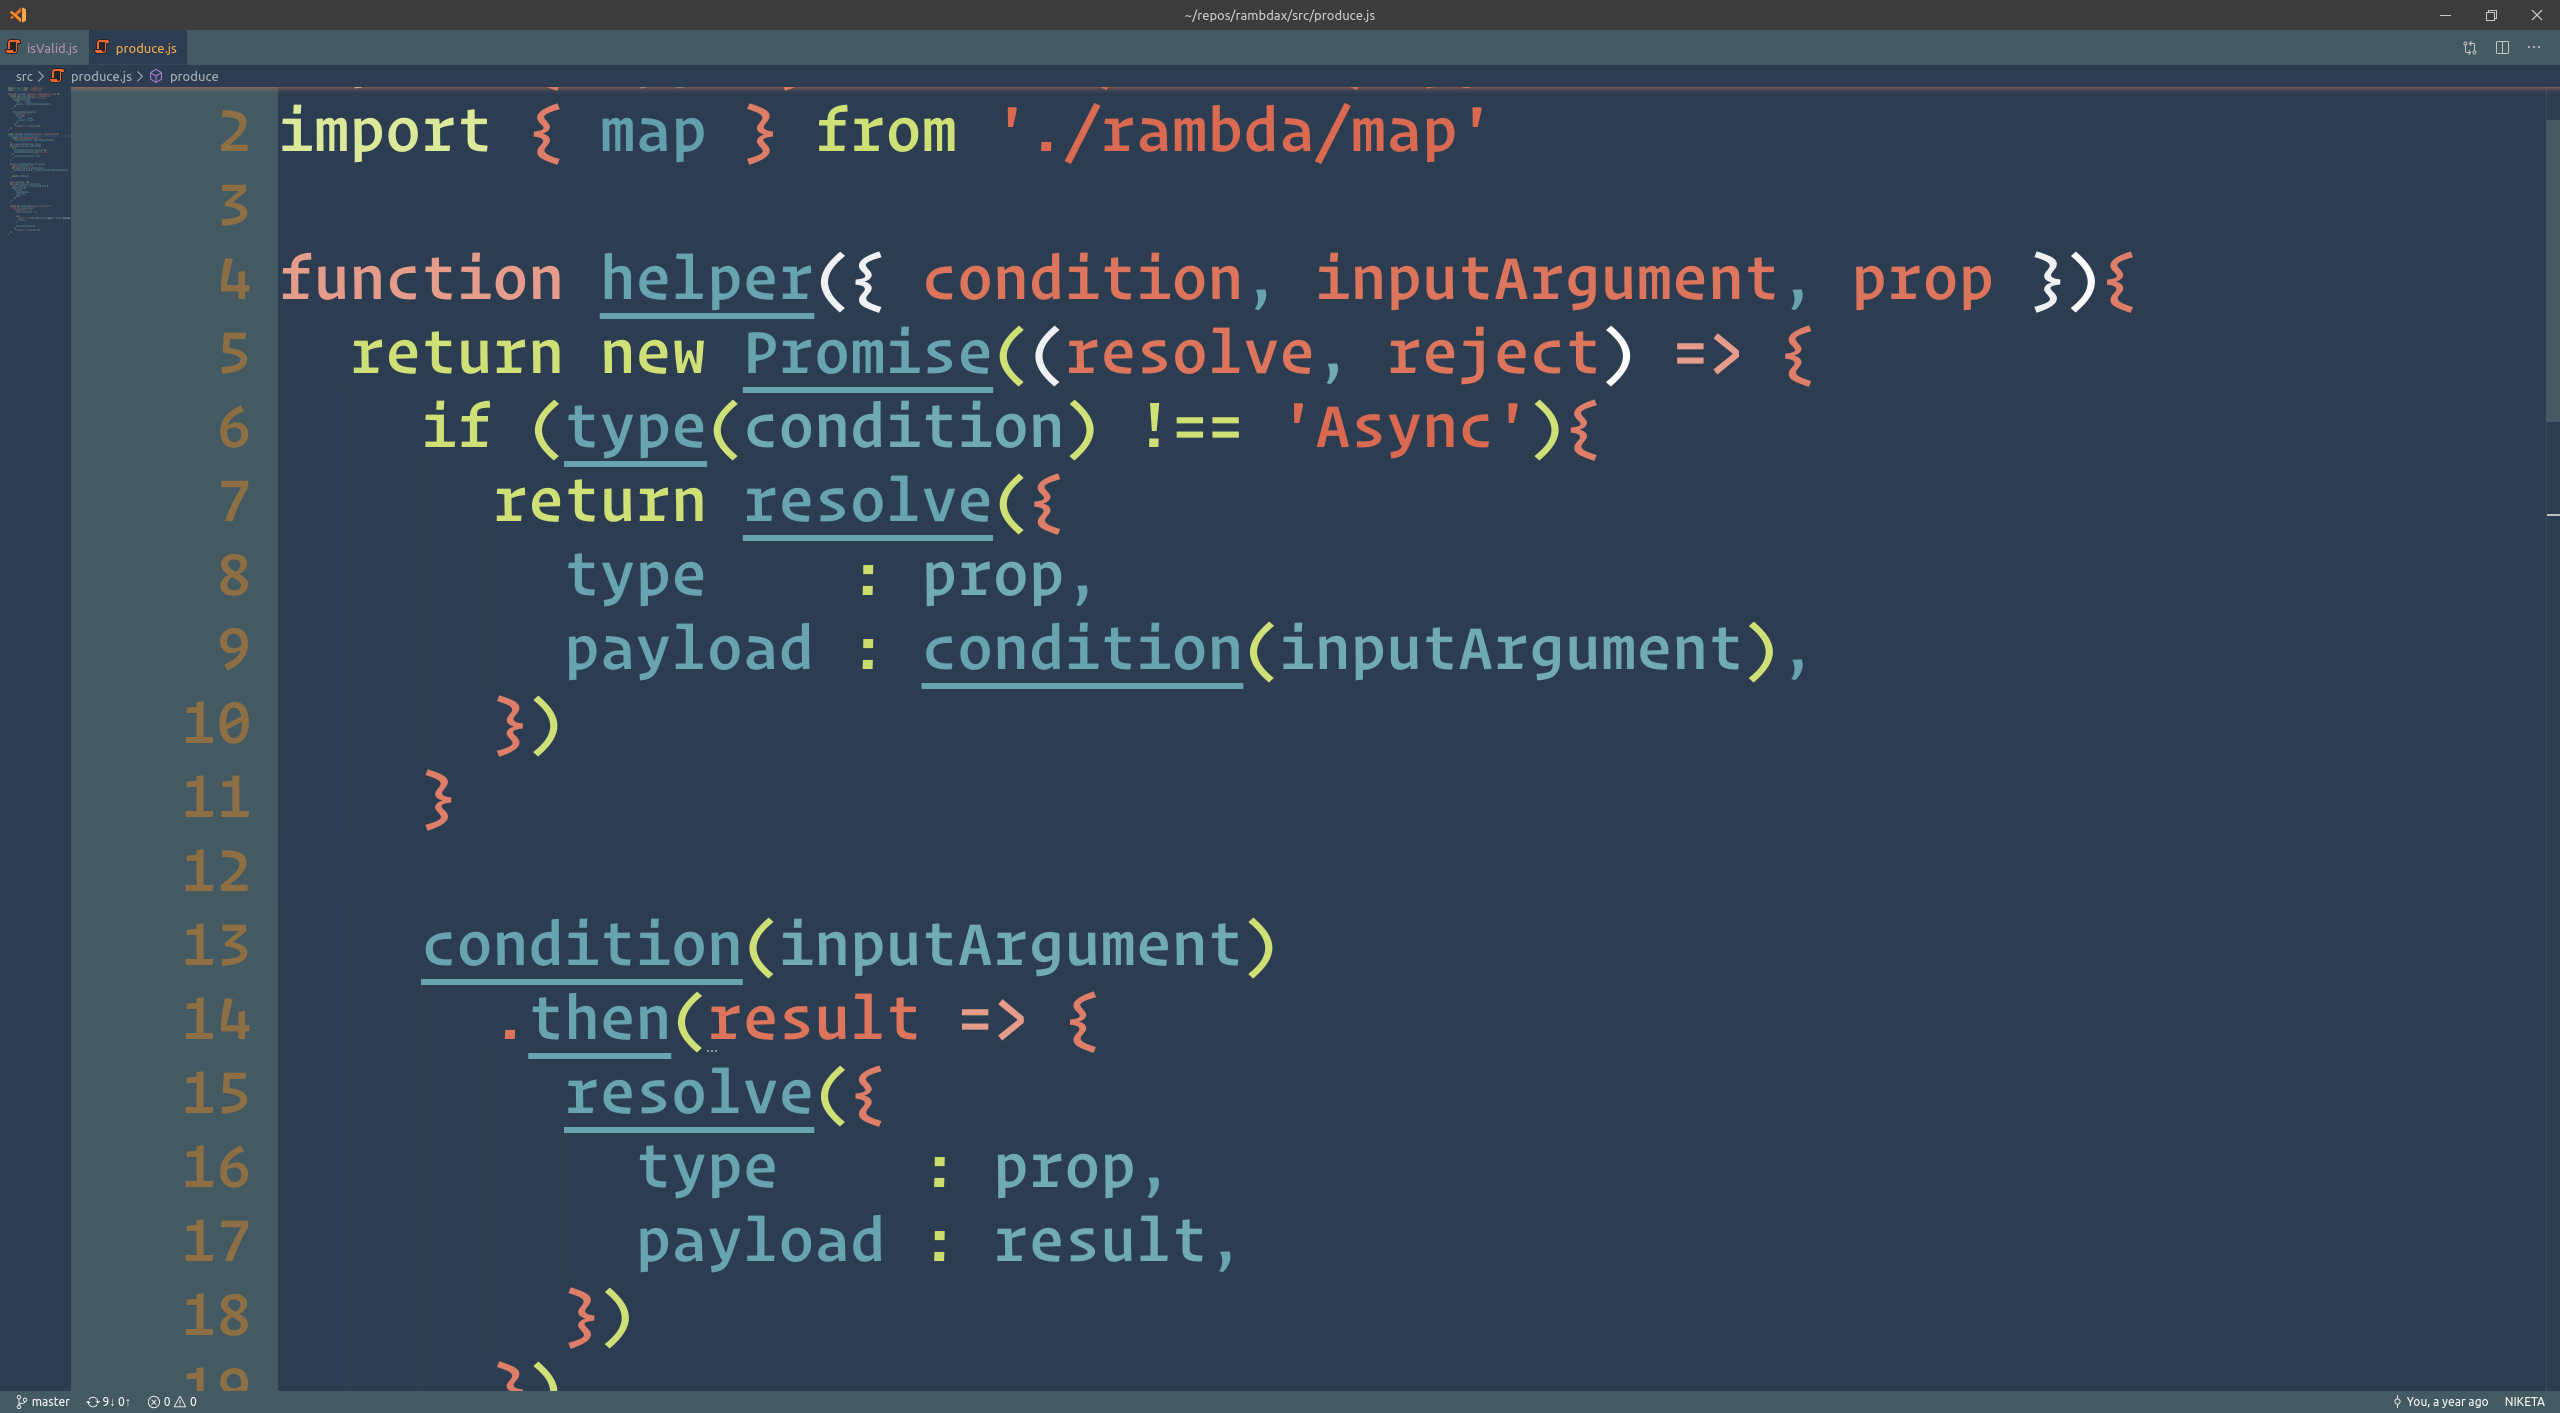 ~/repos/rambdax/src/produce.js
isValid.js
produce.js
src > produce.js > produce
2 import { map } from './rambda/map'
3
4 function helper({ condition, inputArgument, prop }){
5   return new Promise((resolve, reject) => {
6     if (type(condition) !== 'Async'){
7       return resolve({
8         type    : prop,
9         payload : condition(inputArgument),
10       })
11     }
12
13     condition(inputArgument)
14       .then(result => {
15         resolve({
16           type    : prop,
17           payload : result,
18         })
19       })
master 9↓ 0↑ 0 0
You, a year ago NIKETA